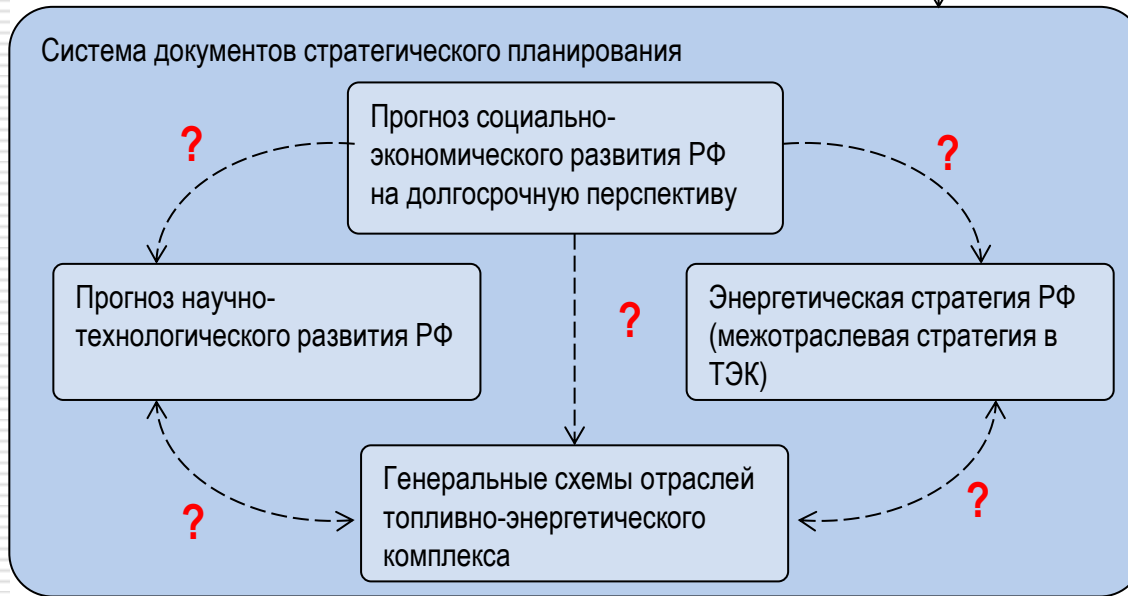 Система документов стратегического планирования
Прогноз социально-
экономического развития РФ
на долгосрочную перспективу
?
?
Прогноз научно-
технологического развития РФ
?
Энергетическая стратегия РФ
(межотраслевая стратегия в
ТЭК)
Генеральные схемы отраслей
топливно-энергетического
комплекса
?
?